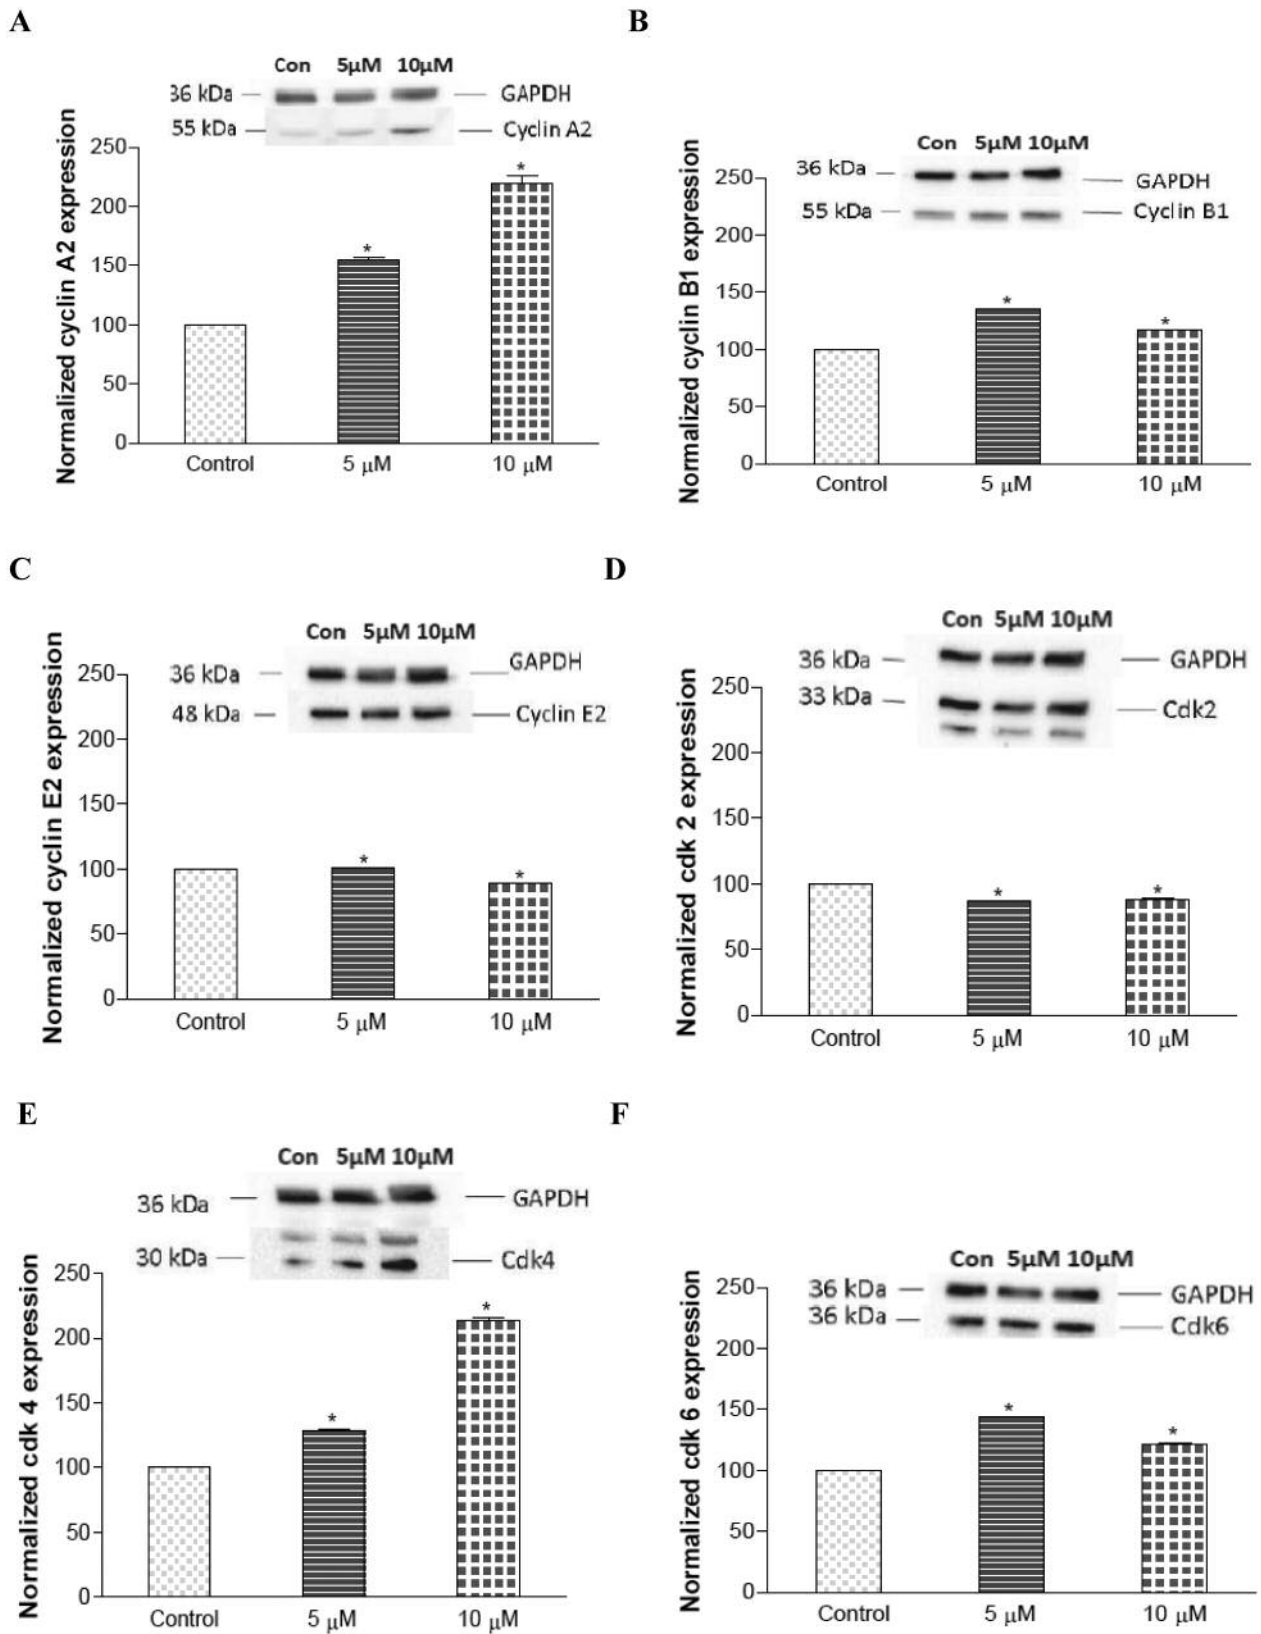 A
Con 5µM 10µM
36 kDa GAPDH
55 kDa Cyclin A2
Normalized cyclin A2 expression
250
200
150
100
50
0
*
*
Control 5 µM 10 µM
B
Con 5µM 10µM
36 kDa GAPDH
55 kDa Cyclin B1
Normalized cyclin B1 expression
250
200
150
100
50
0
*
*
Control 5 µM 10 µM
C
Con 5µM 10µM
36 kDa GAPDH
48 kDa Cyclin E2
Normalized cyclin E2 expression
250
200
150
100
50
0
*
*
Control 5 µM 10 µM
D
Con 5µM 10µM
36 kDa GAPDH
33 kDa Cdk2
Normalized cdk 2 expression
250
200
150
100
50
0
*
*
Control 5 µM 10 µM
E
Con 5µM 10µM
36 kDa GAPDH
30 kDa Cdk4
Normalized cdk 4 expression
250
200
150
100
50
0
*
*
Control 5 µM 10 µM
F
Con 5µM 10µM
36 kDa GAPDH
36 kDa Cdk6
Normalized cdk 6 expression
250
200
150
100
50
0
*
*
Control 5 µM 10 µM